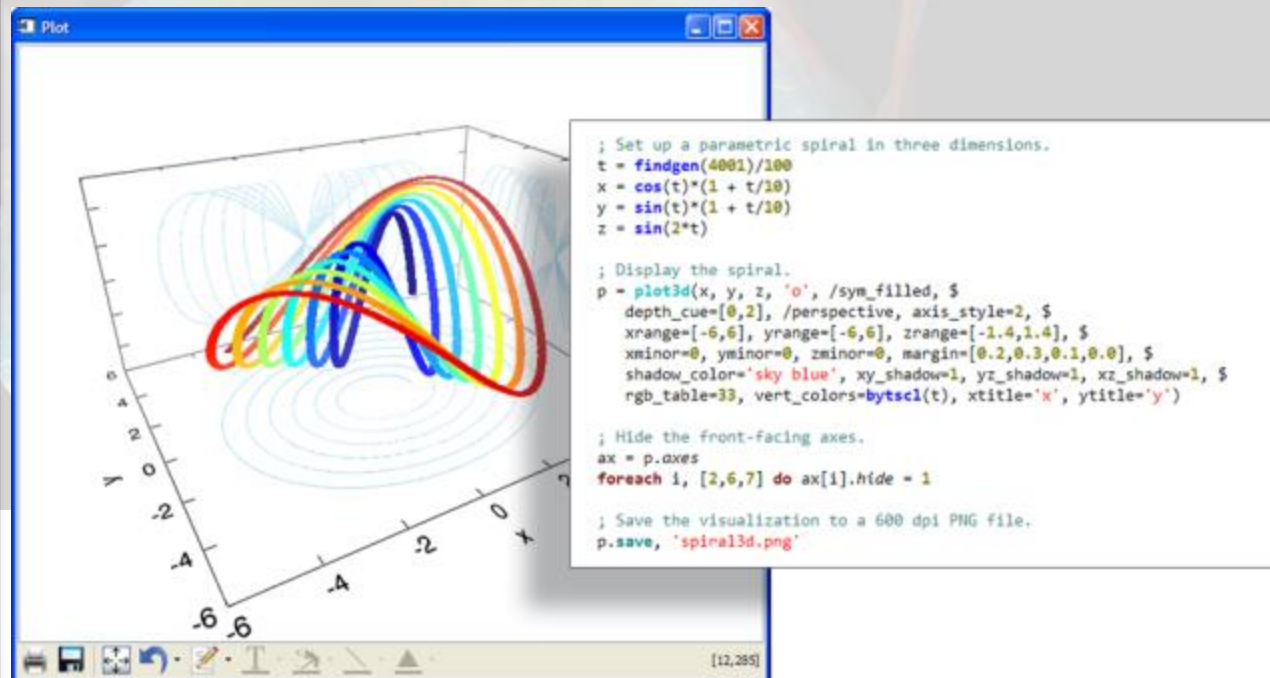 Plot
6
4
2
0
-2
-4
-6
y
-6
-4
-2
0
x
[12,285]
; Set up a parametric spiral in three dimensions.
t = findgen(4001)/100
x = cos(t)*(1 + t/10)
y = sin(t)*(1 + t/10)
z = sin(2*t)
; Display the spiral.
p = plot3d(x, y, z, 'o', /sym_filled, $
depth_cue=[0,2], /perspective, axis_style=2, $
xrange=[-6,6], yrange=[-6,6], zrange=[-1.4,1.4], $
xminor=0, yminor=0, zminor=0, margin=[0.2,0.3,0.1,0.0], $
shadow_color='sky blue', xy_shadow=1, yz_shadow=1, xz_shadow=1, $
rgb_table=33, vert_colors=bytscl(t), xtitle='x', ytitle='y')
; Hide the front-facing axes.
ax = p.axes
foreach i, [2,6,7] do ax[i].hide = 1
; Save the visualization to a 600 dpi PNG file.
p.save, 'spiral3d.png'